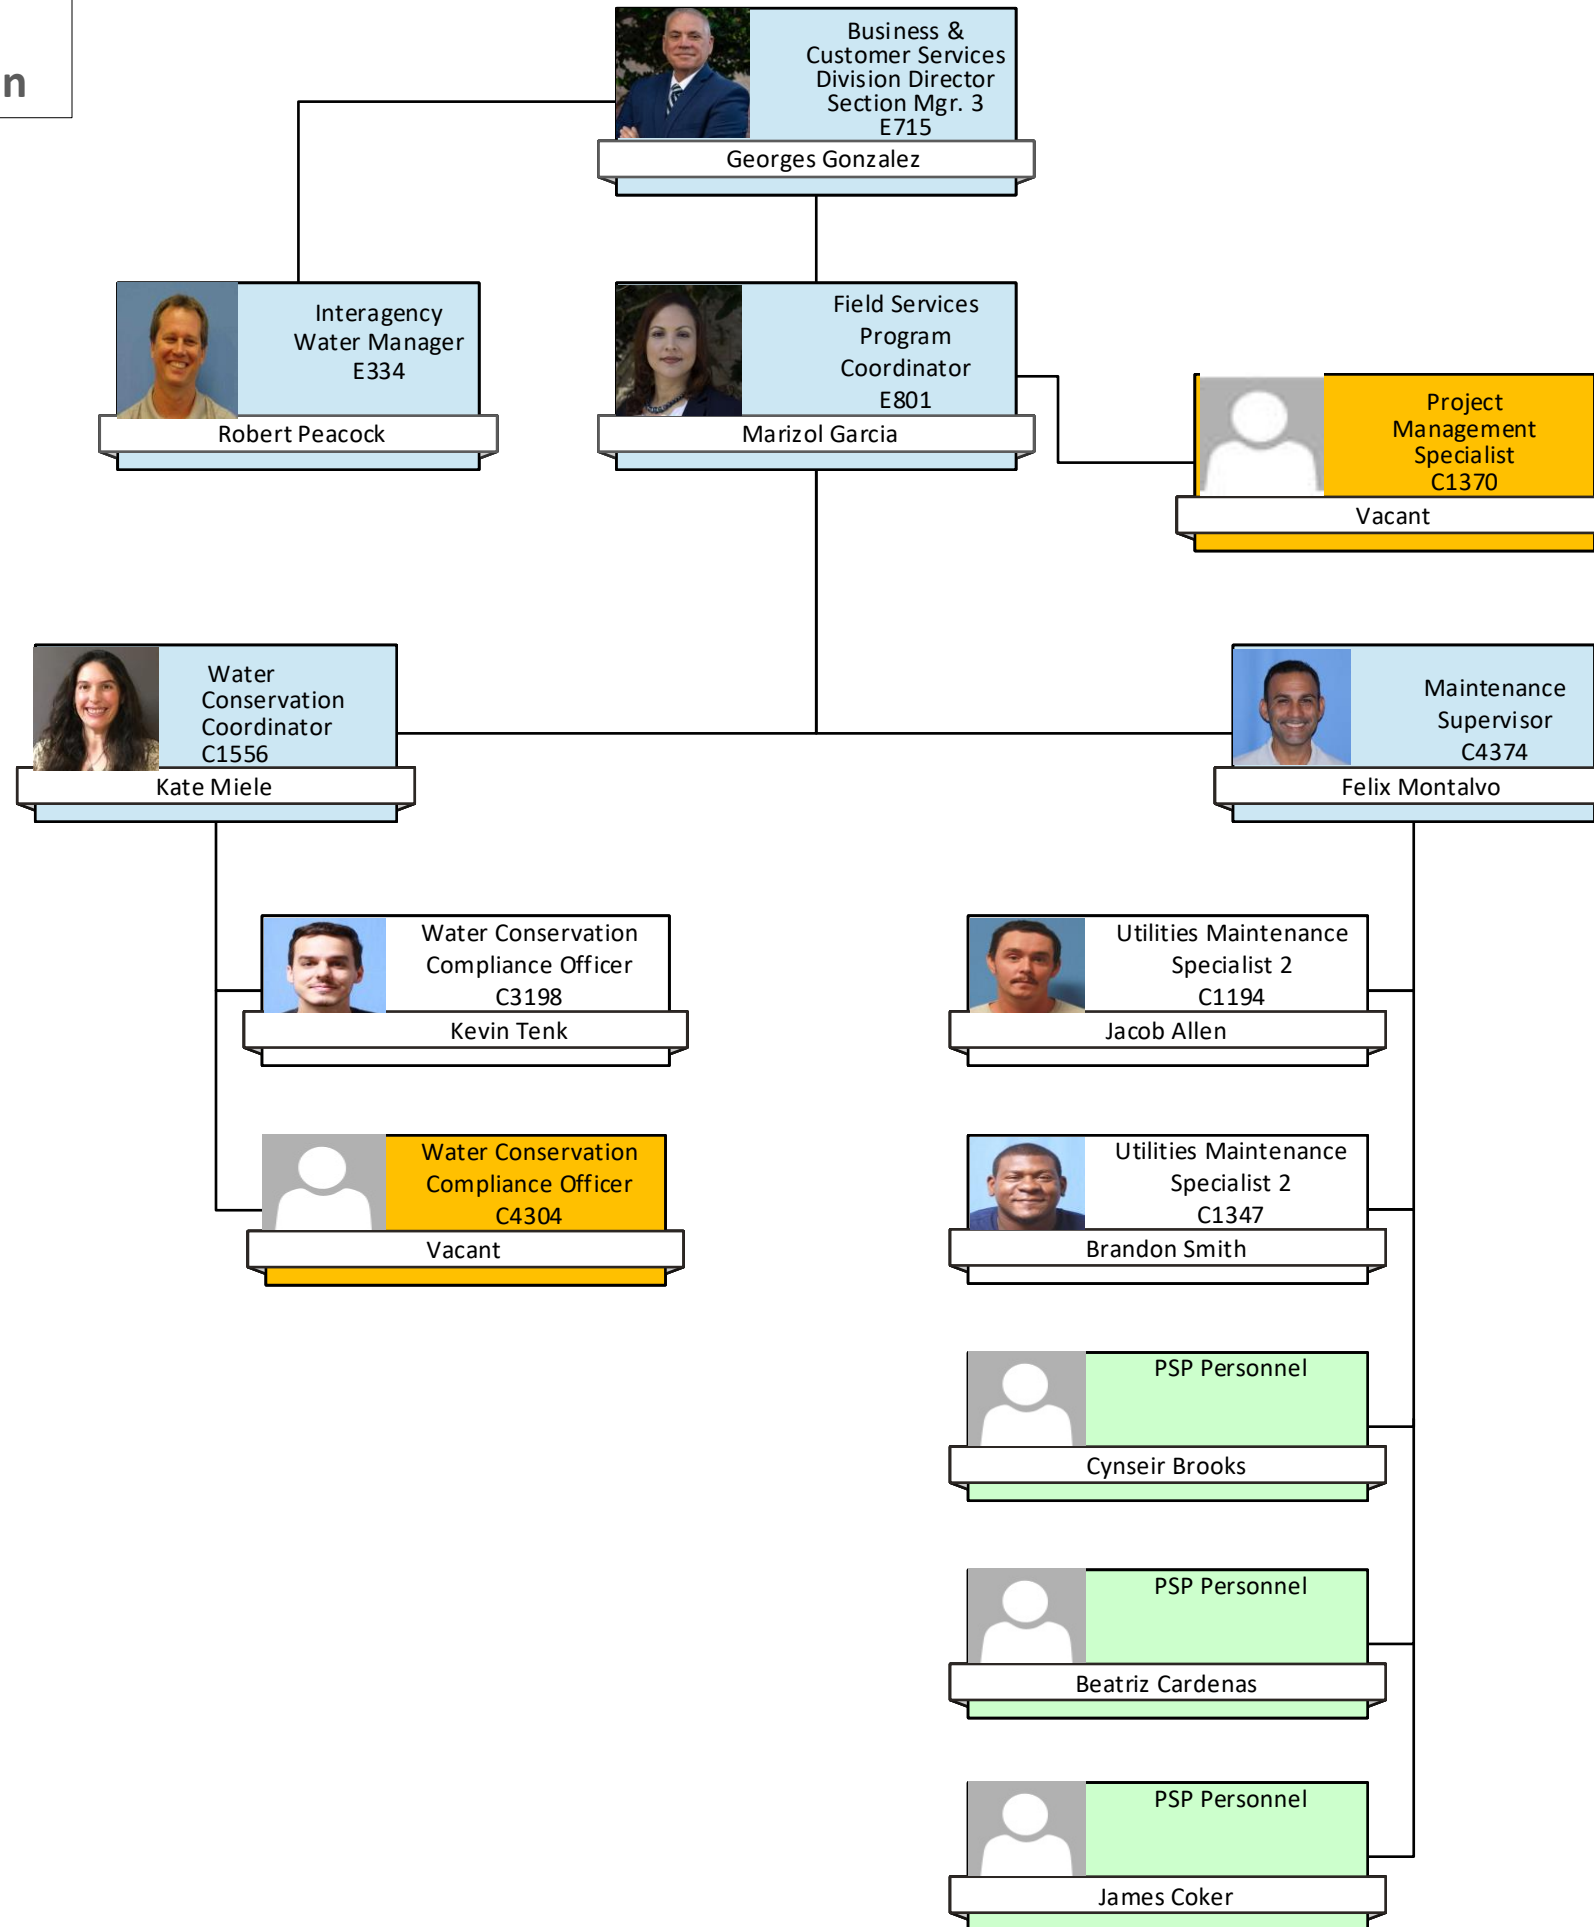 n
Business &
Customer Services
Division Director
Section Mgr. 3
E715
Georges Gonzalez
Interagency
Water Manager
E334
Robert Peacock
Field Services
Program
Coordinator
E801
Marizol Garcia
Project
Management
Specialist
C1370
Vacant
Water
Conservation
Coordinator
C1556
Kate Miele
Maintenance
Supervisor
C4374
Felix Montalvo
Water Conservation
Compliance Officer
C3198
Kevin Tenk
Utilities Maintenance
Specialist 2
C1194
Jacob Allen
Water Conservation
Compliance Officer
C4304
Vacant
Utilities Maintenance
Specialist 2
C1347
Brandon Smith
PSP Personnel
Cynseir Brooks
PSP Personnel
Beatriz Cardenas
PSP Personnel
James Coker